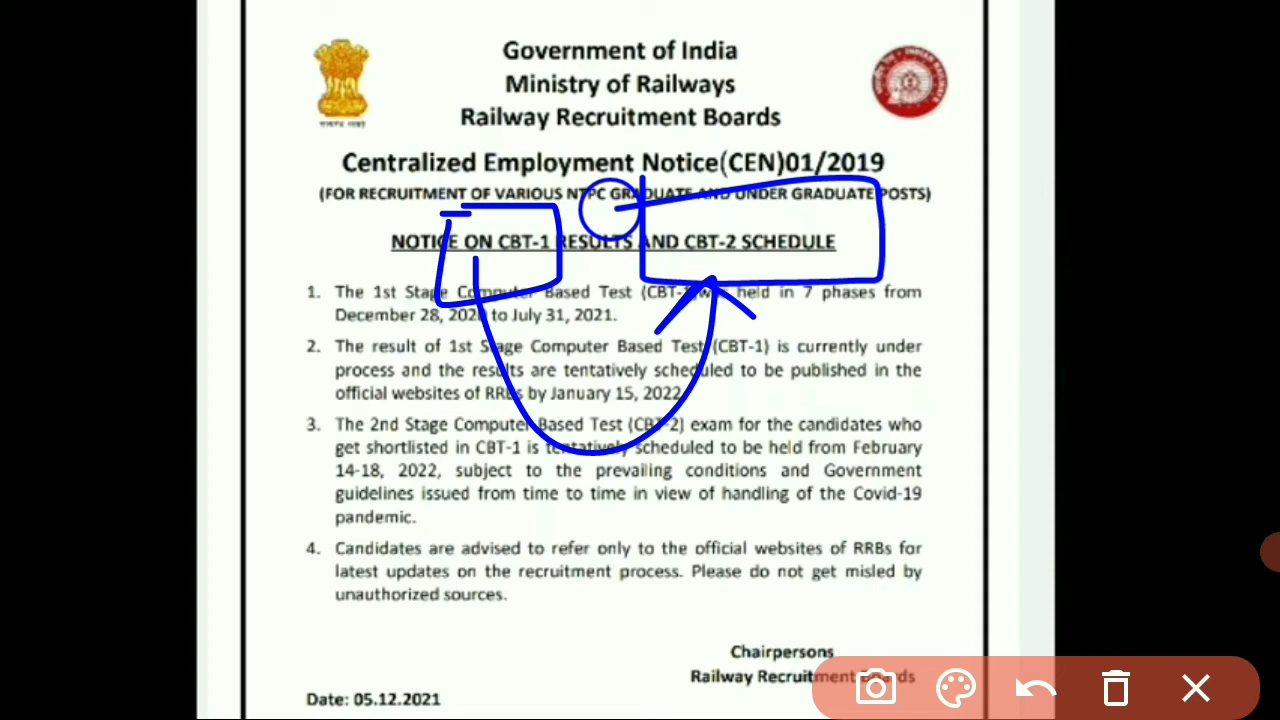 Government of India
Ministry of Railways
Railway Recruitment Boards
Centralized Employment Notice(CEN)01/2019
(FOR RECRUITMENT OF VARIOUS NTPC GRADUATE AND UNDER GRADUATE POSTS)
NOTICE ON CBT-1 RESULTS AND CBT-2 SCHEDULE
1. The 1st Stage Computer Based Test (CBT-1) was held in 7 phases from
December 28, 2020 to July 31, 2021.
2. The result of 1st Stage Computer Based Test (CBT-1) is currently under
process and the results are tentatively scheduled to be published in the
official websites of RRBs by January 15, 2022.
3. The 2nd Stage Computer Based Test (CBT-2) exam for the candidates who
get shortlisted in CBT-1 is tentatively scheduled to be held from February
14-18, 2022, subject to the prevailing conditions and Government
guidelines issued from time to time in view of handling of the Covid-19
pandemic.
4. Candidates are advised to refer only to the official websites of RRBs for
latest updates on the recruitment process. Please do not get misled by
unauthorized sources.
Chairpersons
Railway Recruitment Boards
Date: 05.12.2021